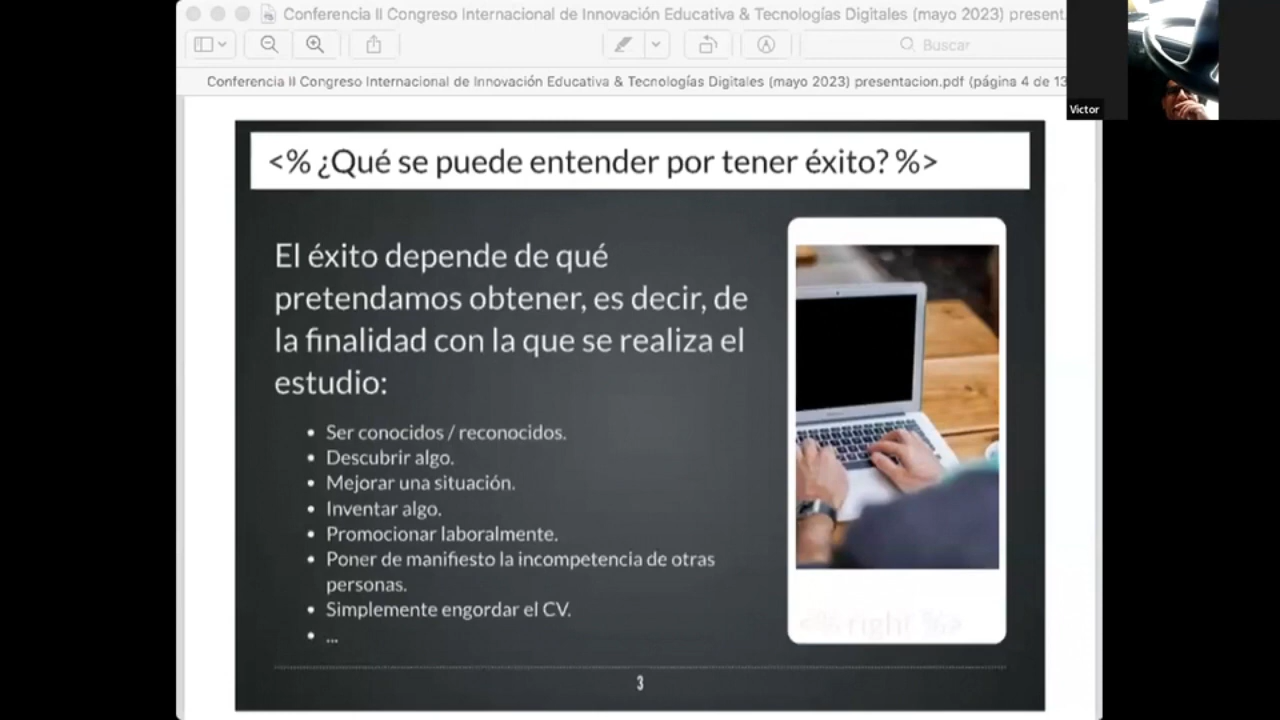 Conferencia II Congreso Internacional de Innovación Educativa & Tecnologías Digitales (mayo 2023) present.
Buscar
Conferencia II Congreso Internacional de Innovación Educativa & Tecnologías Digitales (mayo 2023) presentacion.pdf (página 4 de 13
Victor
<% ¿Qué se puede entender por tener éxito? %>
El éxito depende de qué
pretendamos obtener, es decir, de
la finalidad con la que se realiza el
estudio:
• Ser conocidos / reconocidos.
• Descubrir algo.
• Mejorar una situación.
• Inventar algo.
• Promocionar laboralmente.
• Poner de manifiesto la incompetencia de otras
personas.
• Simplemente engordar el CV.
• ...
<% right %>
3